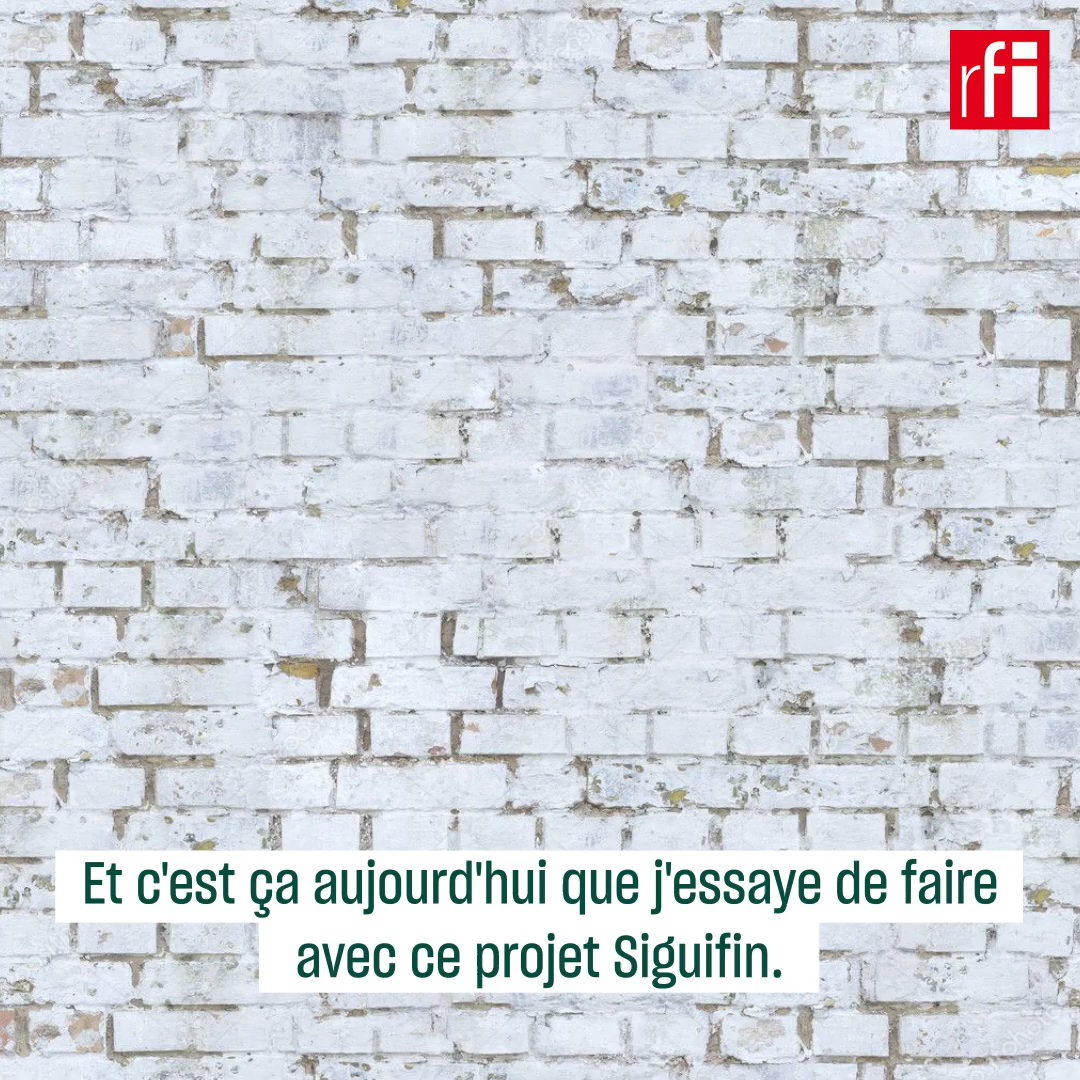 rfi
Et c'est ça aujourd'hui que j'essaye de faire
avec ce projet Siguifin.